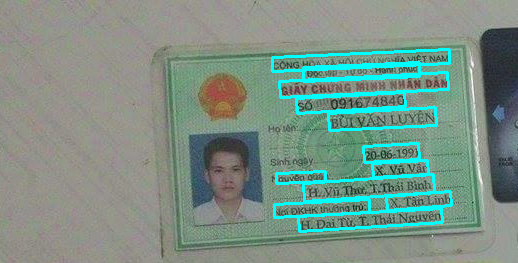 CỘNG HÒA XÃ HỘI CHỦ NGHĨA VIỆT NAM
Độc lập - Tự do - Hạnh phúc
GIẤY CHỨNG MINH NHÂN DÂN
SỐ 091674840
Họ tên: BÙI VĂN LUYỆN
Sinh ngày 20-06-1991
Nguyên quán X. Vũ Vân
H. Vũ Thư, T.Thái Bình
Nơi ĐKHK thường trú: X. Tân Linh
H. Đại Từ, T. Thái Nguyên